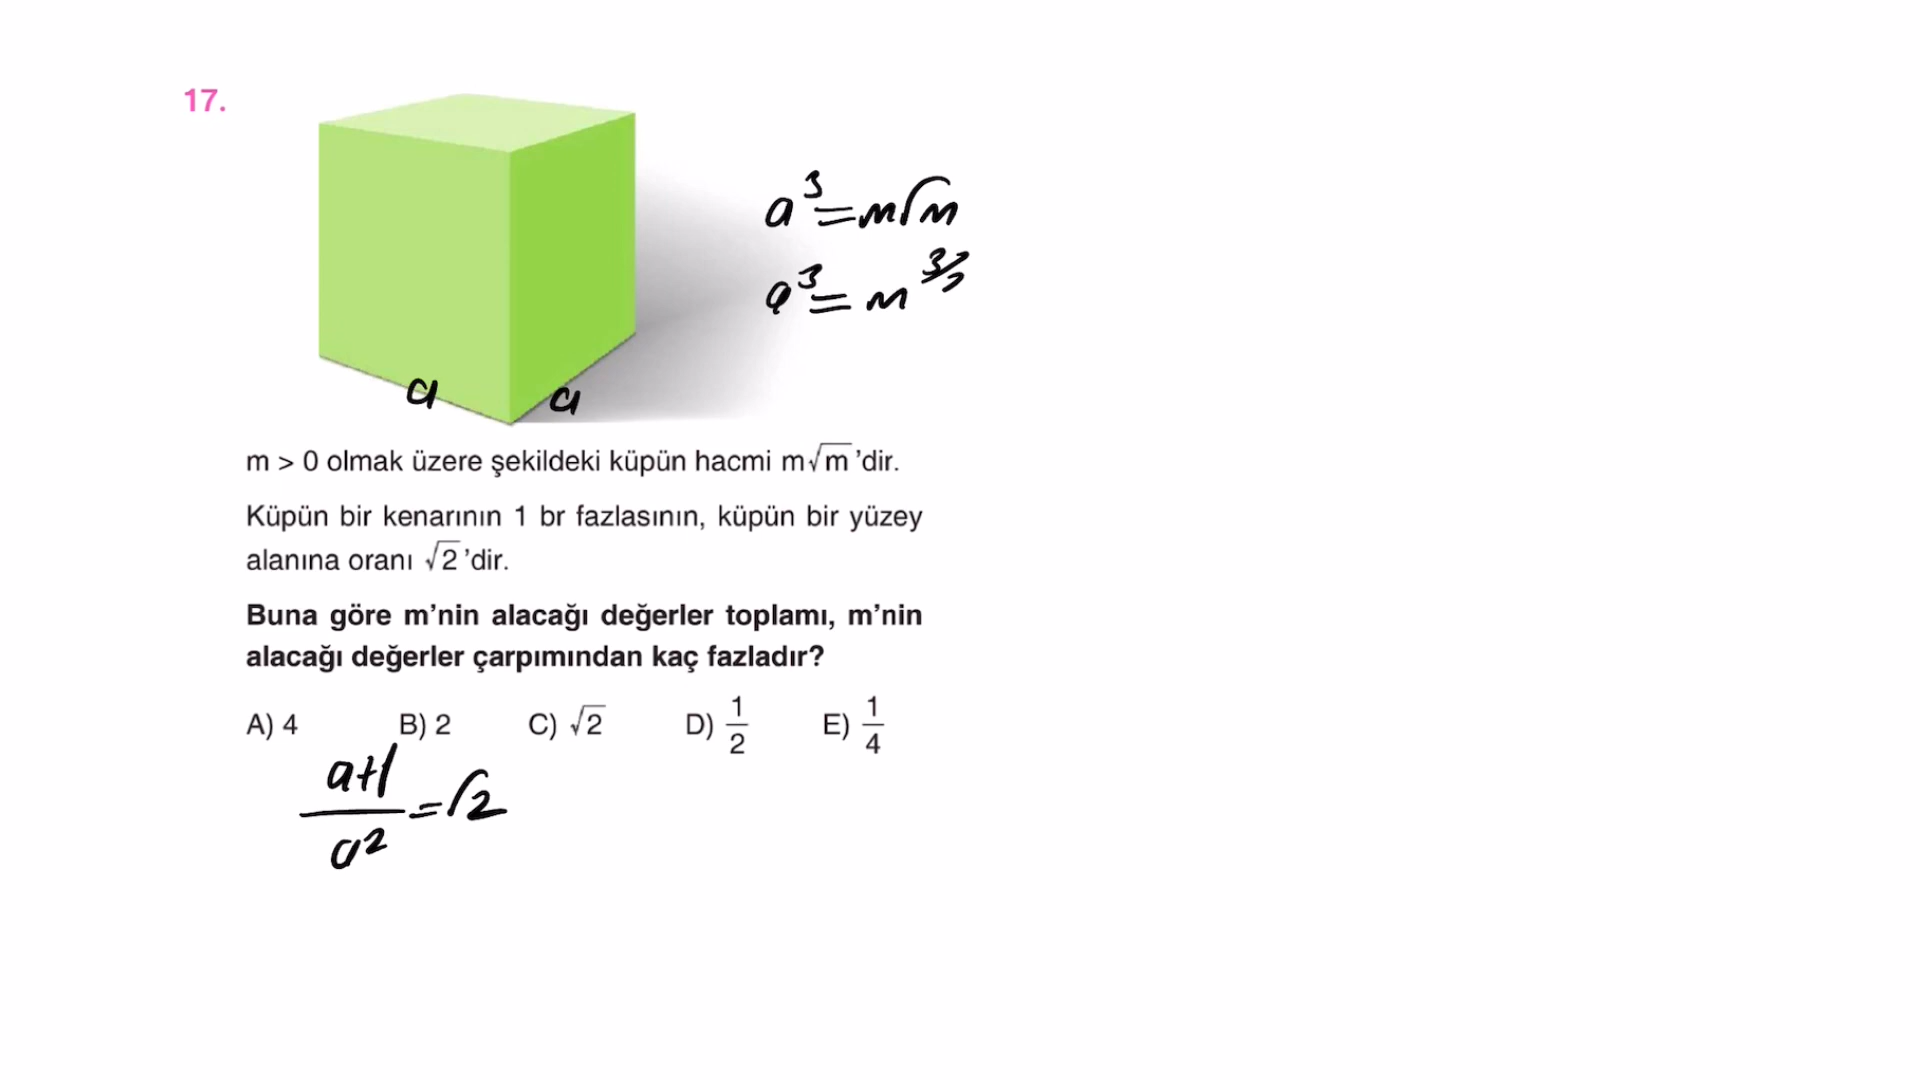 17.
a³=m√m
a³=m^3/2
a a
m > 0 olmak üzere şekildeki küpün hacmi m√m 'dir.
Küpün bir kenarının 1 br fazlasının, küpün bir yüzey
alanına oranı √2 'dir.
Buna göre m'nin alacağı değerler toplamı, m'nin
alacağı değerler çarpımından kaç fazladır?
A) 4 B) 2 C) √2 D) 1/2 E) 1/4
a+1/a²=√2